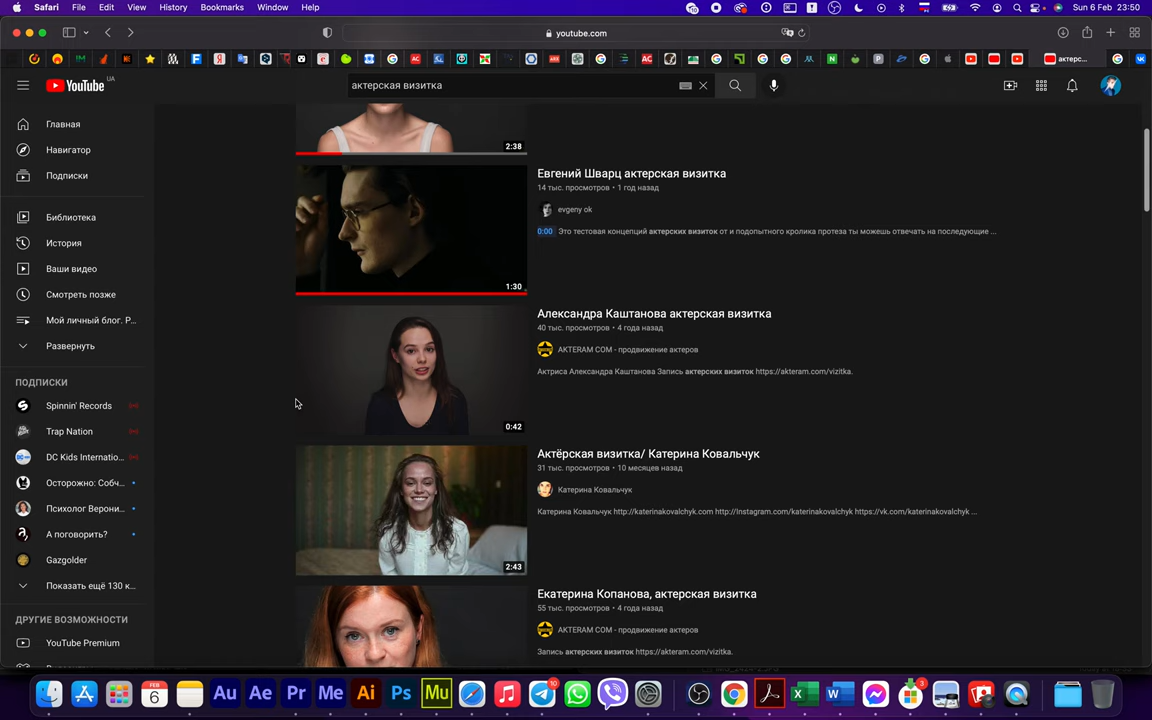 Safari File Edit View History Bookmarks Window Help
Sun 6 Feb 23:50
youtube.com
актерс...
YouTube UA
актерская визитка
Главная
Навигатор
Подписки
Библиотека
История
Ваши видео
Смотреть позже
Мой личный блог. Р...
Развернуть
ПОДПИСКИ
Spinnin' Records
Trap Nation
DC Kids Internatio...
Осторожно: Собч...
Психолог Верони...
А поговорить?
Gazgolder
Показать ещё 130 к...
ДРУГИЕ ВОЗМОЖНОСТИ
YouTube Premium
2:38
1:30
Евгений Шварц актерская визитка
14 тыс. просмотров • 1 год назад
evgeny ok
0:00 Это тестовая концепций актерских визиток от и подопытного кролика протеза ты можешь отвечать на последующие ...
0:42
Александра Каштанова актерская визитка
40 тыс. просмотров • 4 года назад
AKTERAM COM - продвижение актеров
Актриса Александра Каштанова Запись актерских визиток https://akteram.com/vizitka.
2:43
Актёрская визитка/ Катерина Ковальчук
31 тыс. просмотров • 10 месяцев назад
Катерина Ковальчук
Катерина Ковальчук http://katerinakovalchyk.com http://Instagram.com/katerinakovalchyk https://vk.com/katerinakovalchyk ...
Екатерина Копанова, актерская визитка
55 тыс. просмотров • 4 года назад
AKTERAM COM - продвижение актеров
Запись актерских визиток https://akteram.com/vizitka.
FEB 6 Au Ae Pr Me Ai Ps Mu 10 3